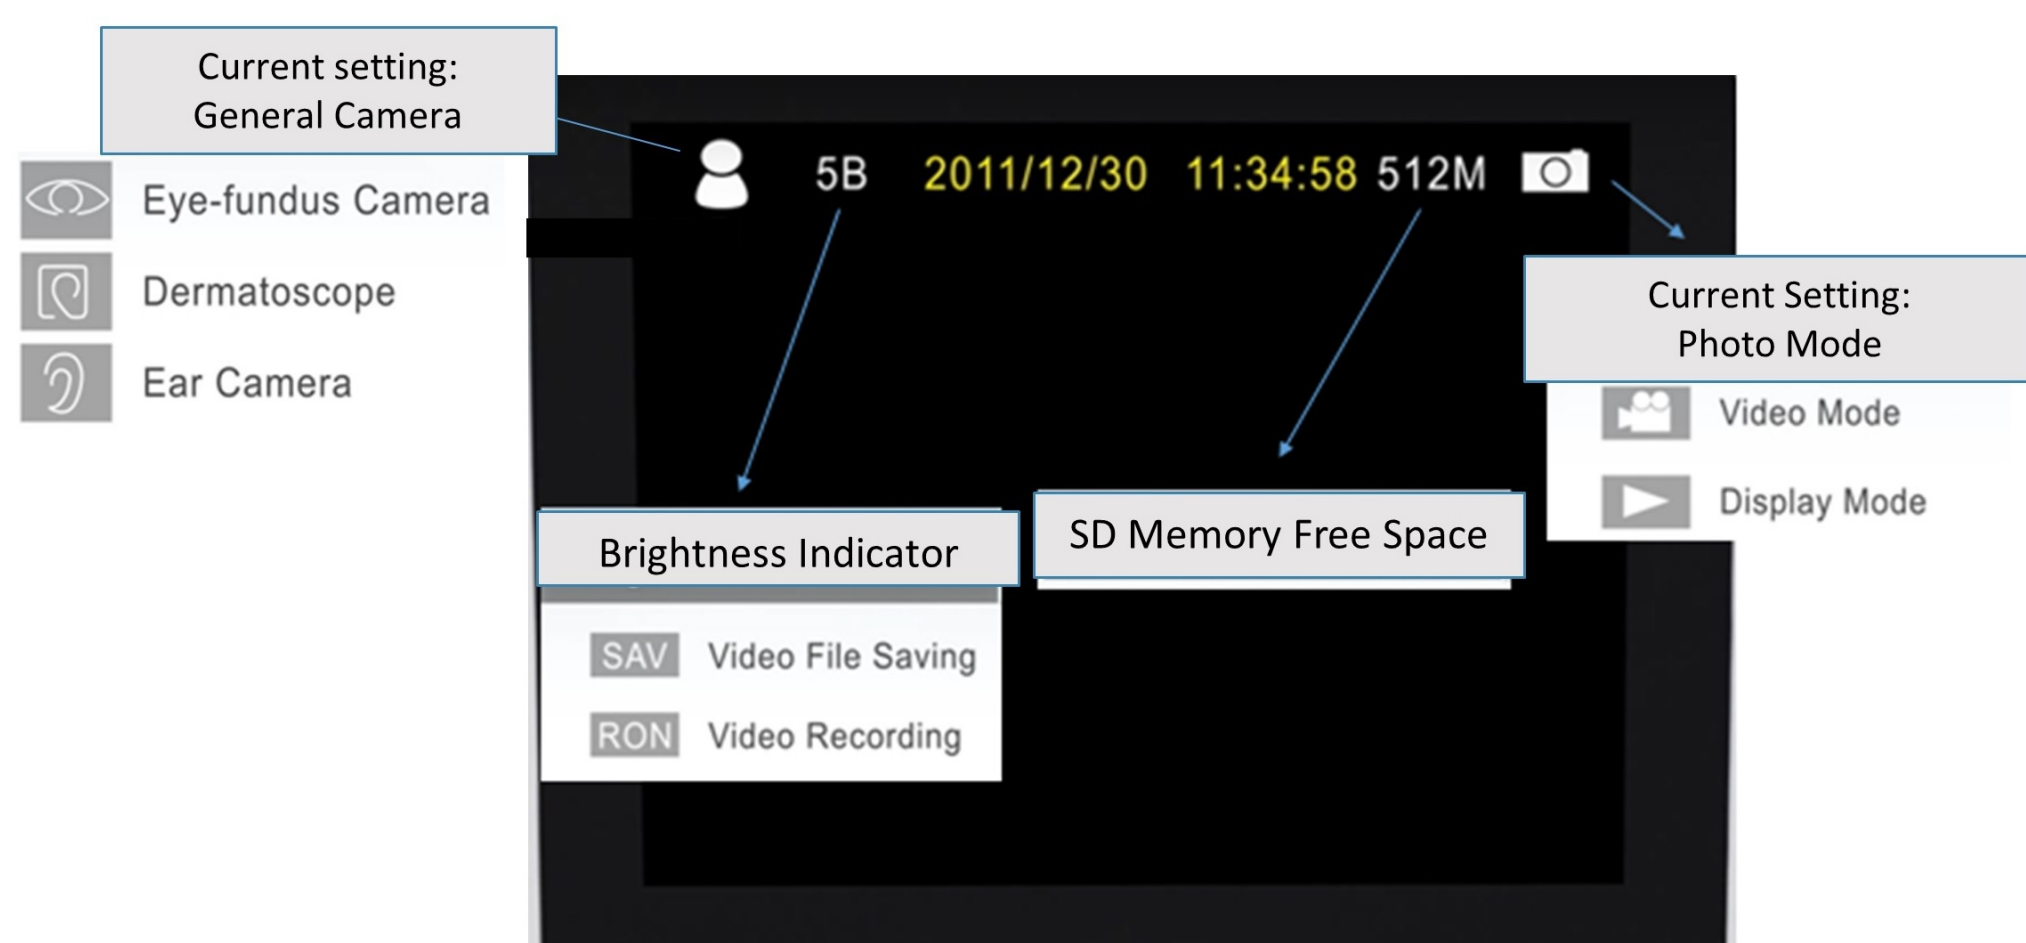 Current setting:
General Camera
Eye-fundus Camera
Dermatoscope
Ear Camera
5B 2011/12/30 11:34:58 512M
Current Setting:
Photo Mode
Video Mode
Display Mode
Brightness Indicator
SD Memory Free Space
SAV Video File Saving
RON Video Recording